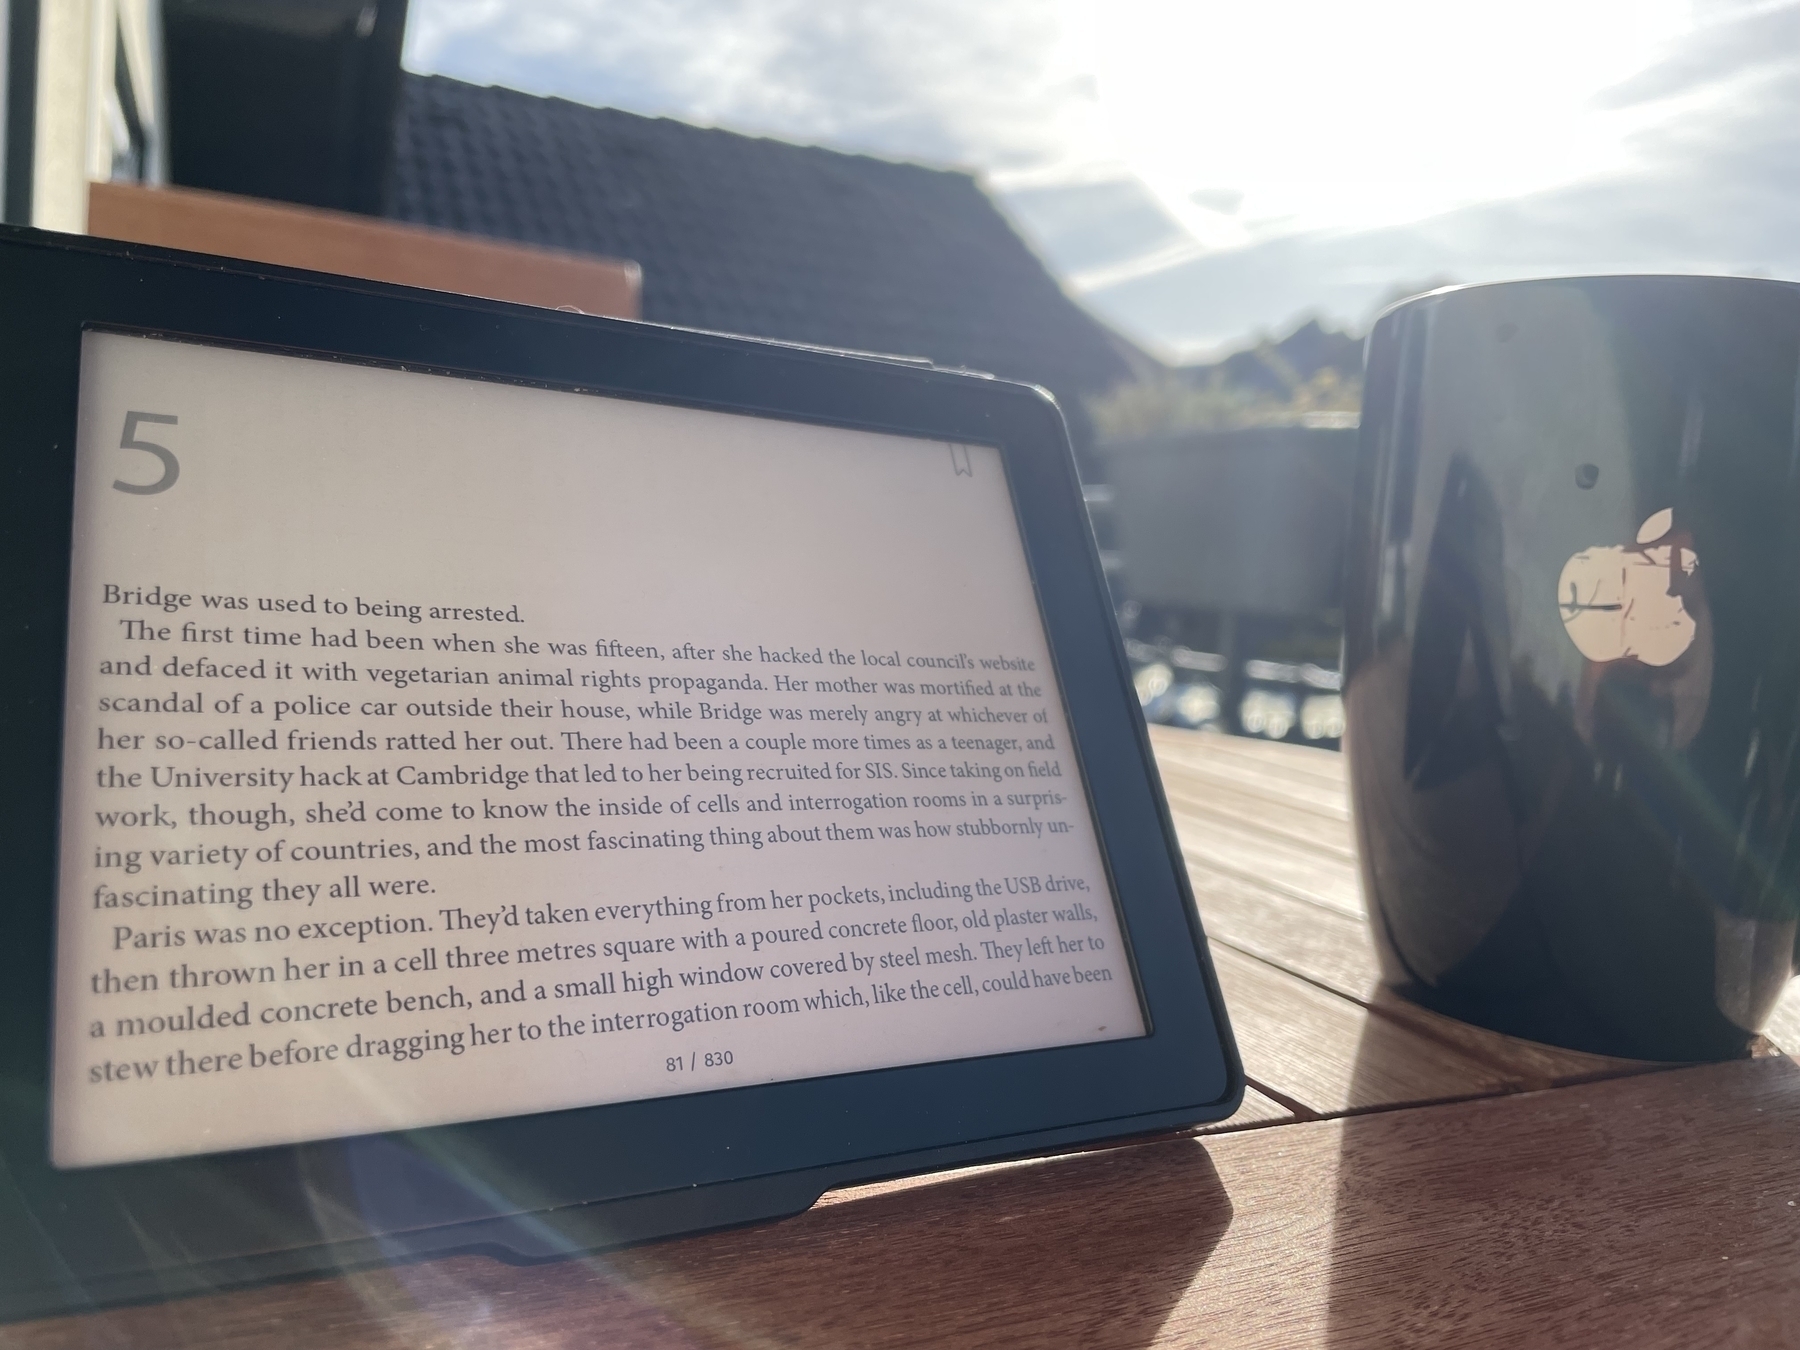 5
Bridge was used to being arrested.
The first time had been when she was fifteen, after she hacked the local council's website
and defaced it with vegetarian animal rights propaganda. Her mother was mortified at the
scandal of a police car outside their house, while Bridge was merely angry at whichever of
her so-called friends ratted her out. There had been a couple more times as a teenager, and
the University hack at Cambridge that led to her being recruited for SIS. Since taking on field
work, though, she'd come to know the inside of cells and interrogation rooms in a surpris-
ing variety of countries, and the most fascinating thing about them was how stubbornly un-
fascinating they all were.
Paris was no exception. They'd taken everything from her pockets, including the USB drive,
then thrown her in a cell three metres square with a poured concrete floor, old plaster walls,
a moulded concrete bench, and a small high window covered by steel mesh. They left her to
stew there before dragging her to the interrogation room which, like the cell, could have been
81 / 830